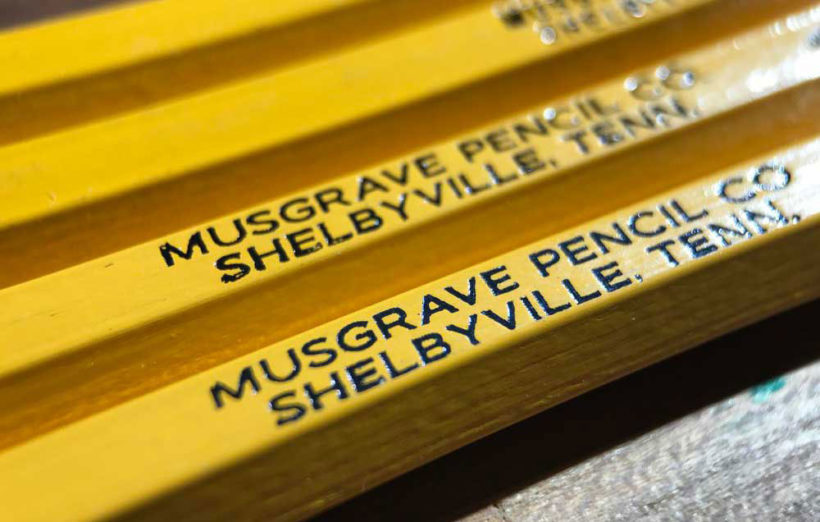 MUSGRAVE PENCIL CO
SHELBYVILLE, TENN.
MUSGRAVE PENCIL CO
SHELBYVILLE, TENN.